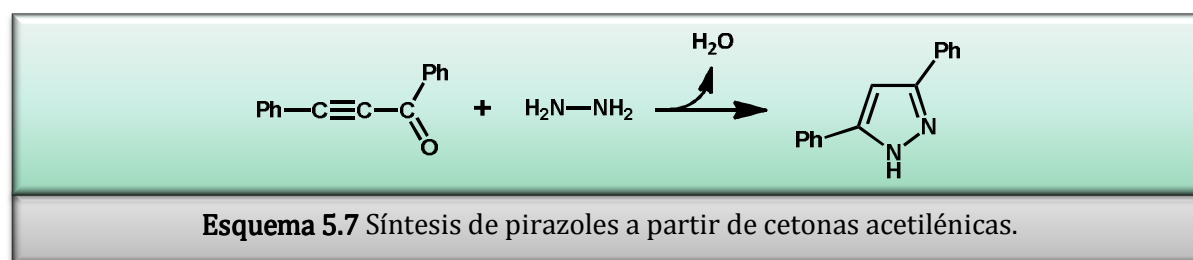 H₂O
Ph
Ph
Ph—C≡C—C + H₂N—NH₂
O
N
Ph
N
H
Esquema 5.7 Síntesis de pirazoles a partir de cetonas acetilénicas.